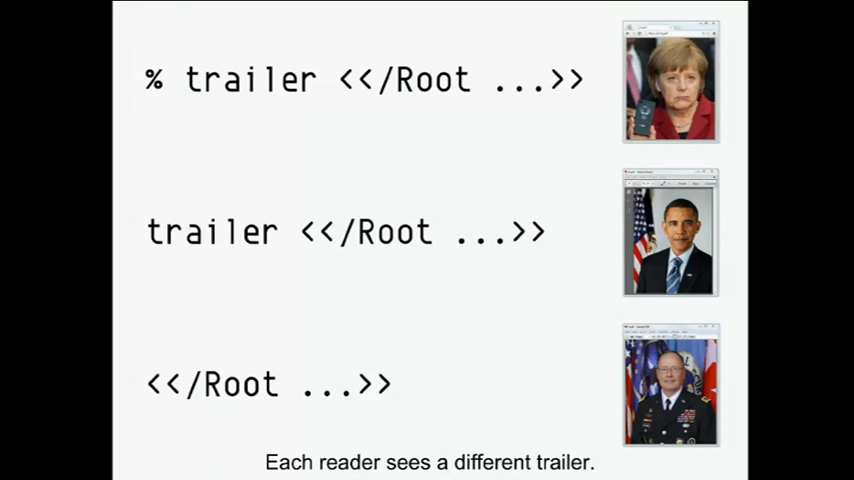 % trailer <</Root ...>>
trailer <</Root ...>>
<</Root ...>>
Each reader sees a different trailer.